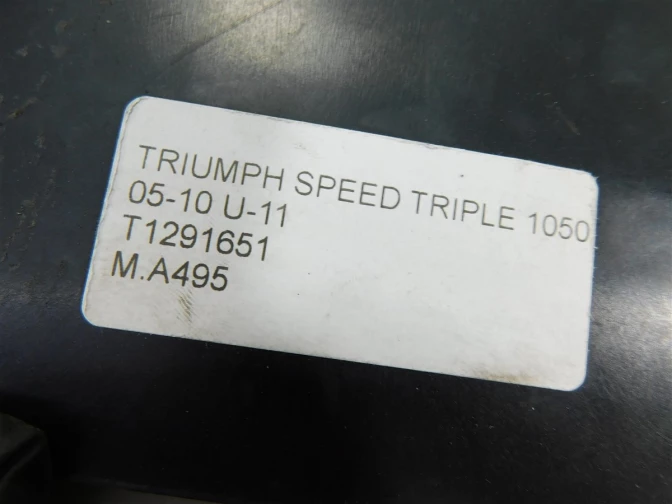 TRIUMPH SPEED TRIPLE 1050
05-10 U-11
T1291651
M.A495